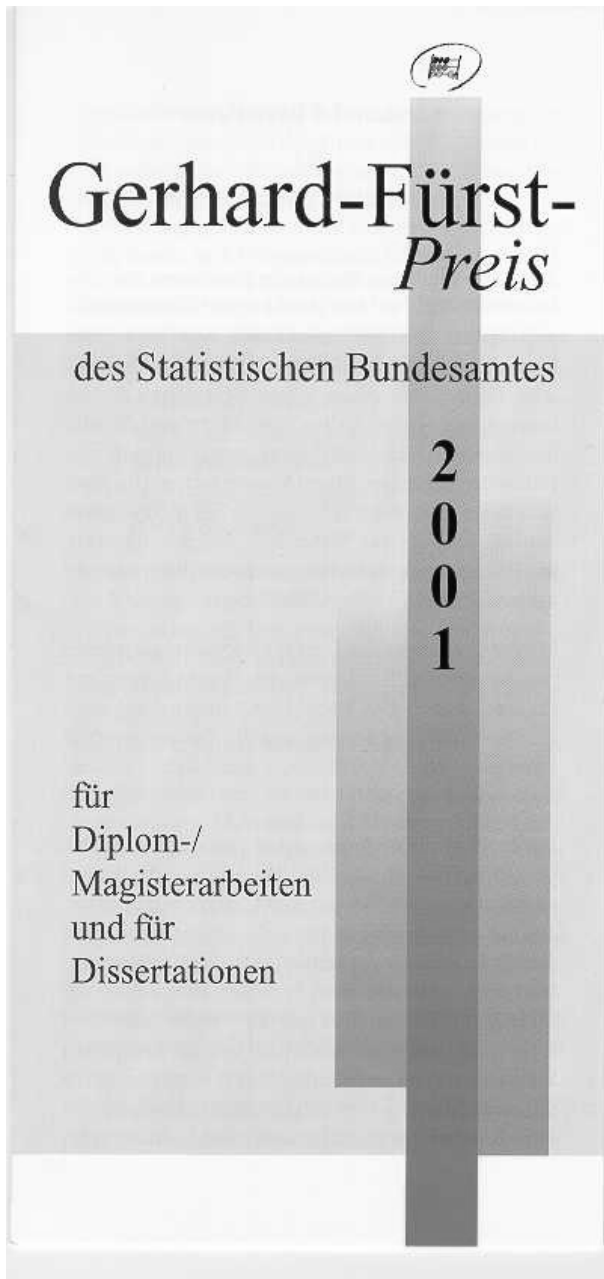 Gerhard-Fürst-
Preis
des Statistischen Bundesamtes
2
0
0
1
für
Diplom-/
Magisterarbeiten
und für
Dissertationen